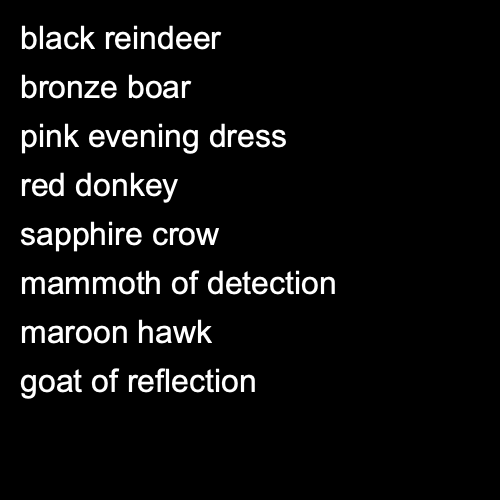 black reindeer
bronze boar
pink evening dress
red donkey
sapphire crow
mammoth of detection
maroon hawk
goat of reflection